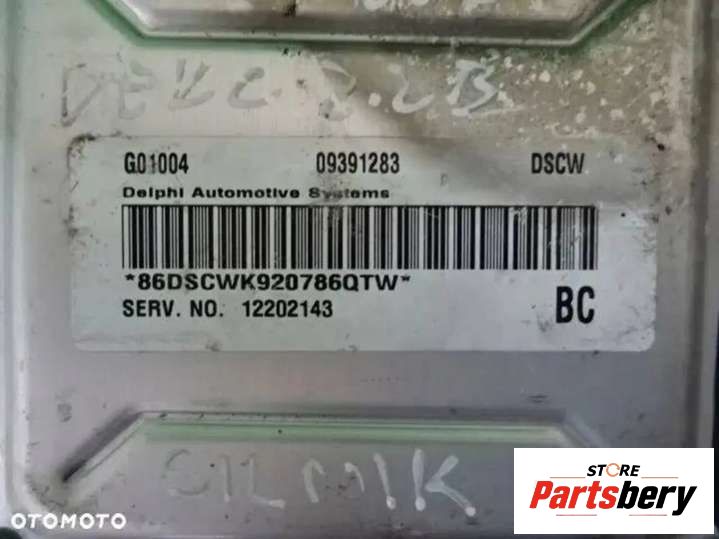 G01004 09391283 DSCW
Delphi Automotive Systems
*86DSCWK920786QTW*
SERV. NO. 12202143 BC
SILNIK
OTOMOTO
STORE
Partsbery